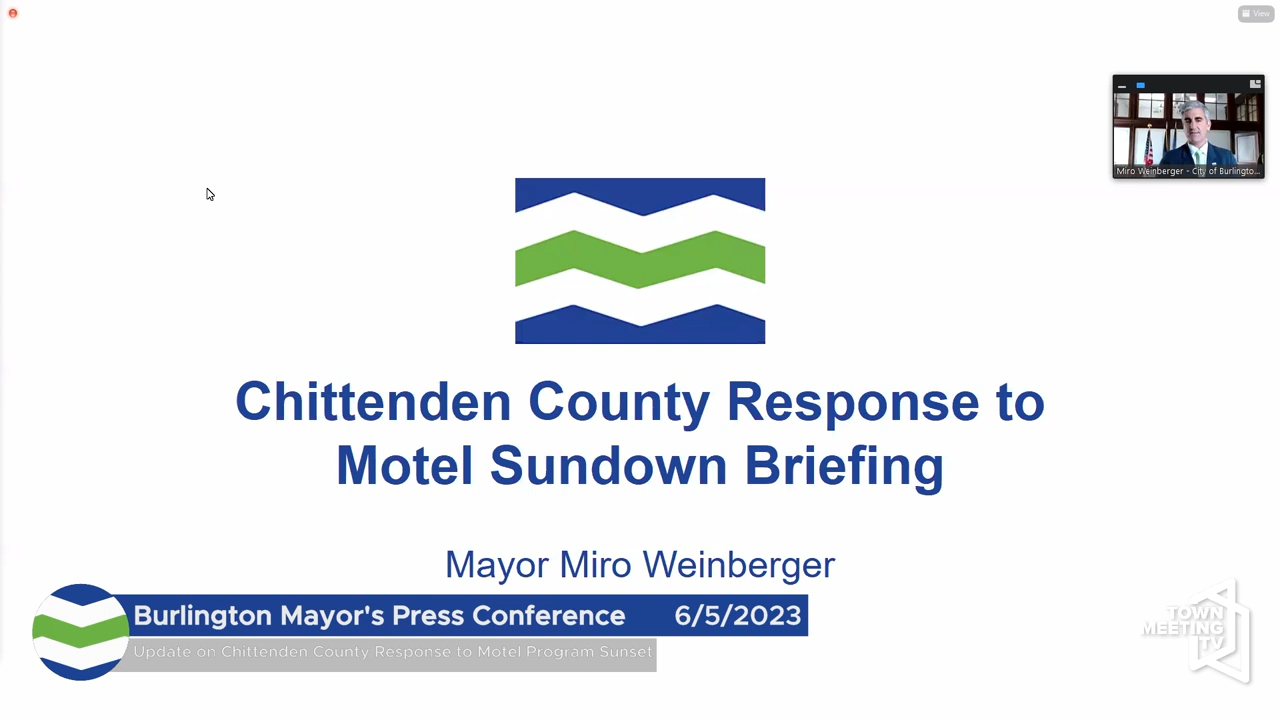 View
Miro Weinberger - City of Burlingto...
Chittenden County Response to
Motel Sundown Briefing
Mayor Miro Weinberger
Burlington Mayor's Press Conference 6/5/2023
Update on Chittenden County Response to Motel Program Sunset
TOWN
MEETING
TV